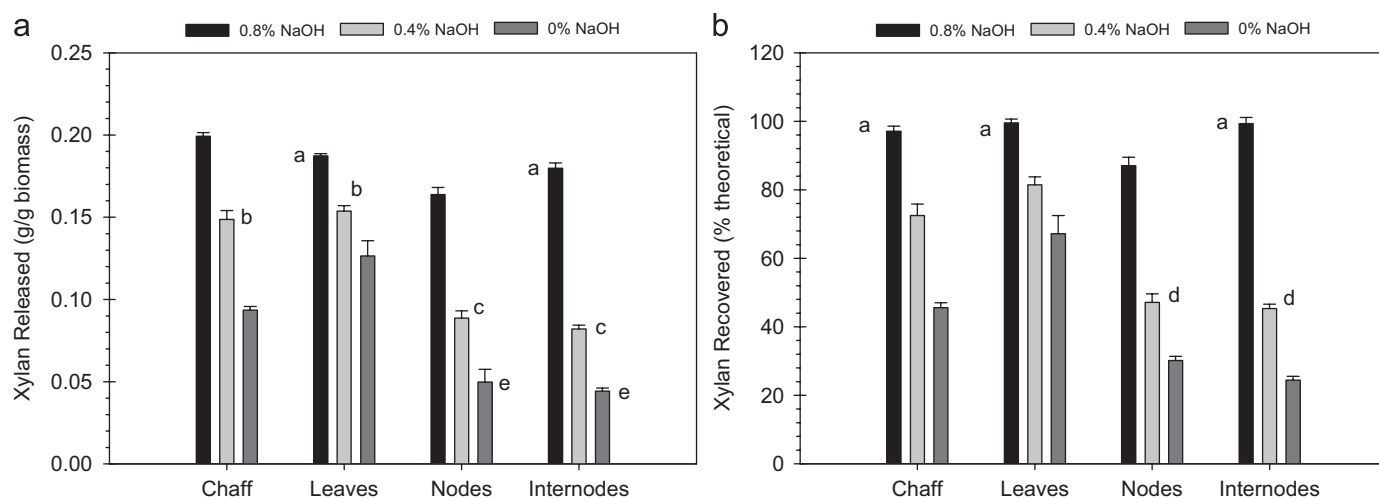 a
0.8% NaOH 0.4% NaOH 0% NaOH
Xylan Released (g/g biomass)
0.25
0.20
0.15
0.10
0.05
0.00
a
a
b
b
c
c
e
e
Chaff Leaves Nodes Internodes
b
0.8% NaOH 0.4% NaOH 0% NaOH
Xylan Recovered (% theoretical)
120
100
80
60
40
20
0
a
a
a
d
d
Chaff Leaves Nodes Internodes